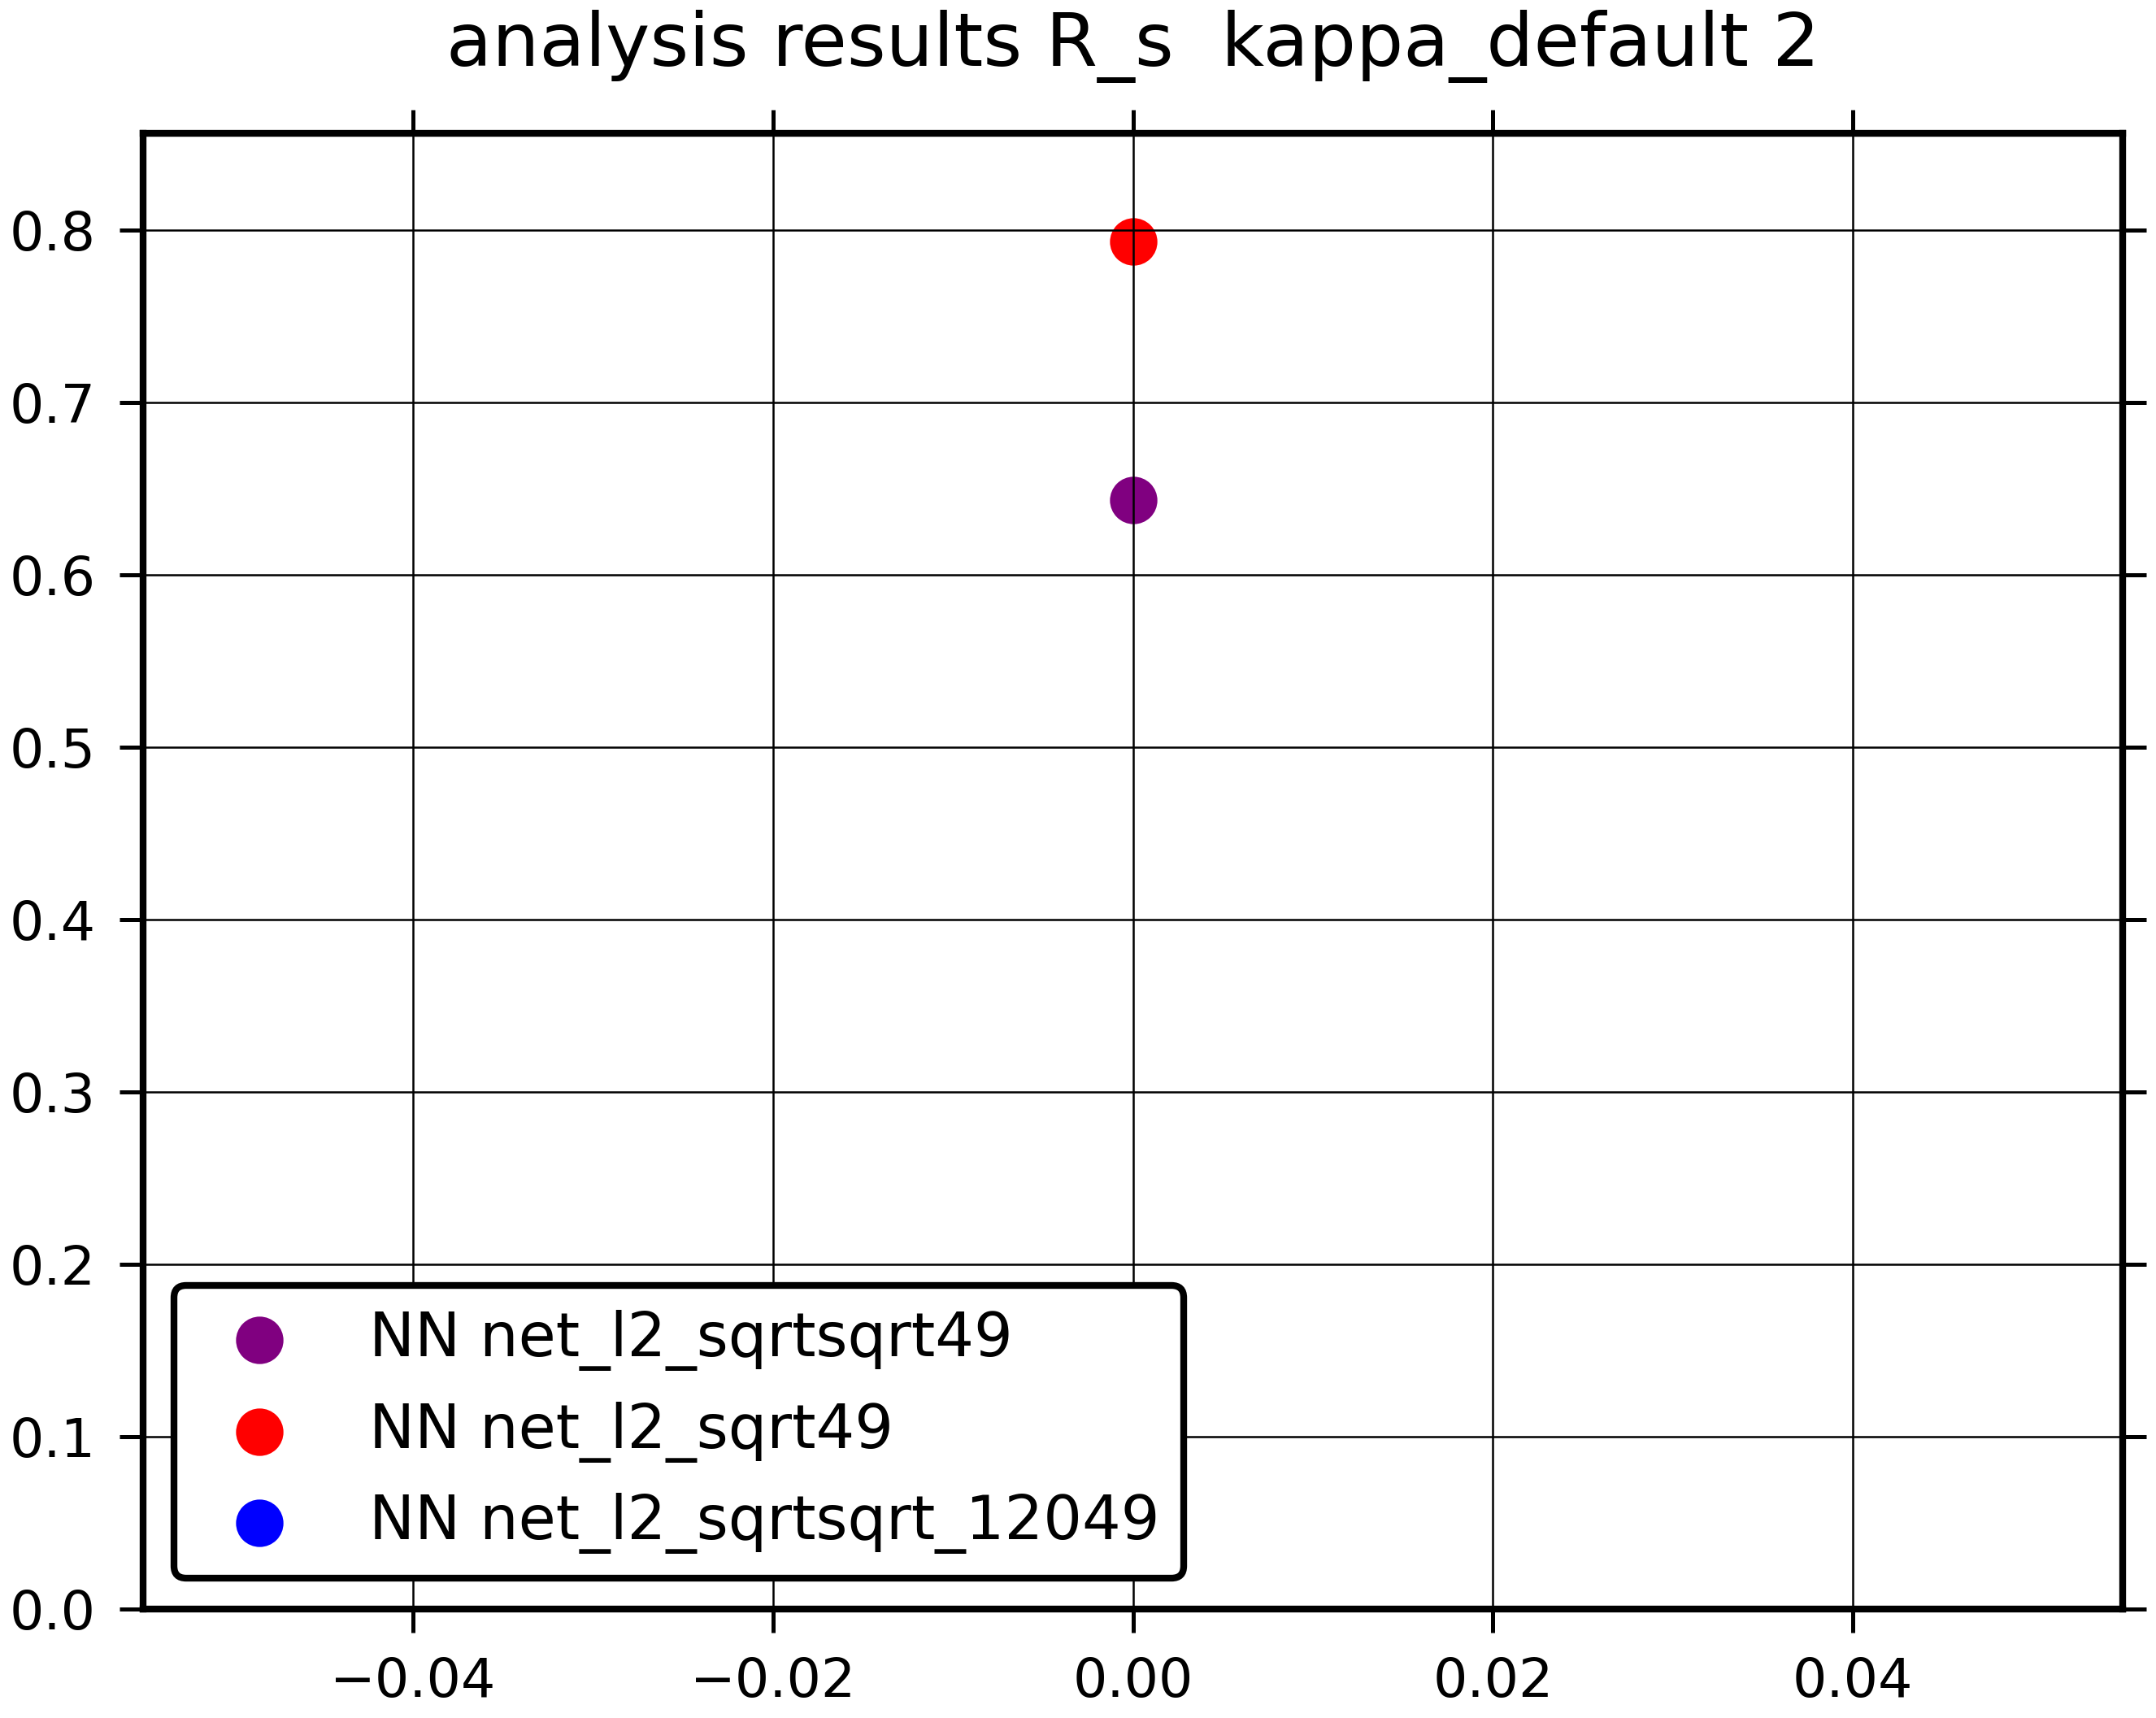 analysis results R_s  kappa_default 2
0.8
0.7
0.6
0.5
0.4
0.3
0.2
0.1
0.0
NN net_l2_sqrtsqrt49
NN net_l2_sqrt49
NN net_l2_sqrtsqrt_12049
−0.04 −0.02 0.00 0.02 0.04